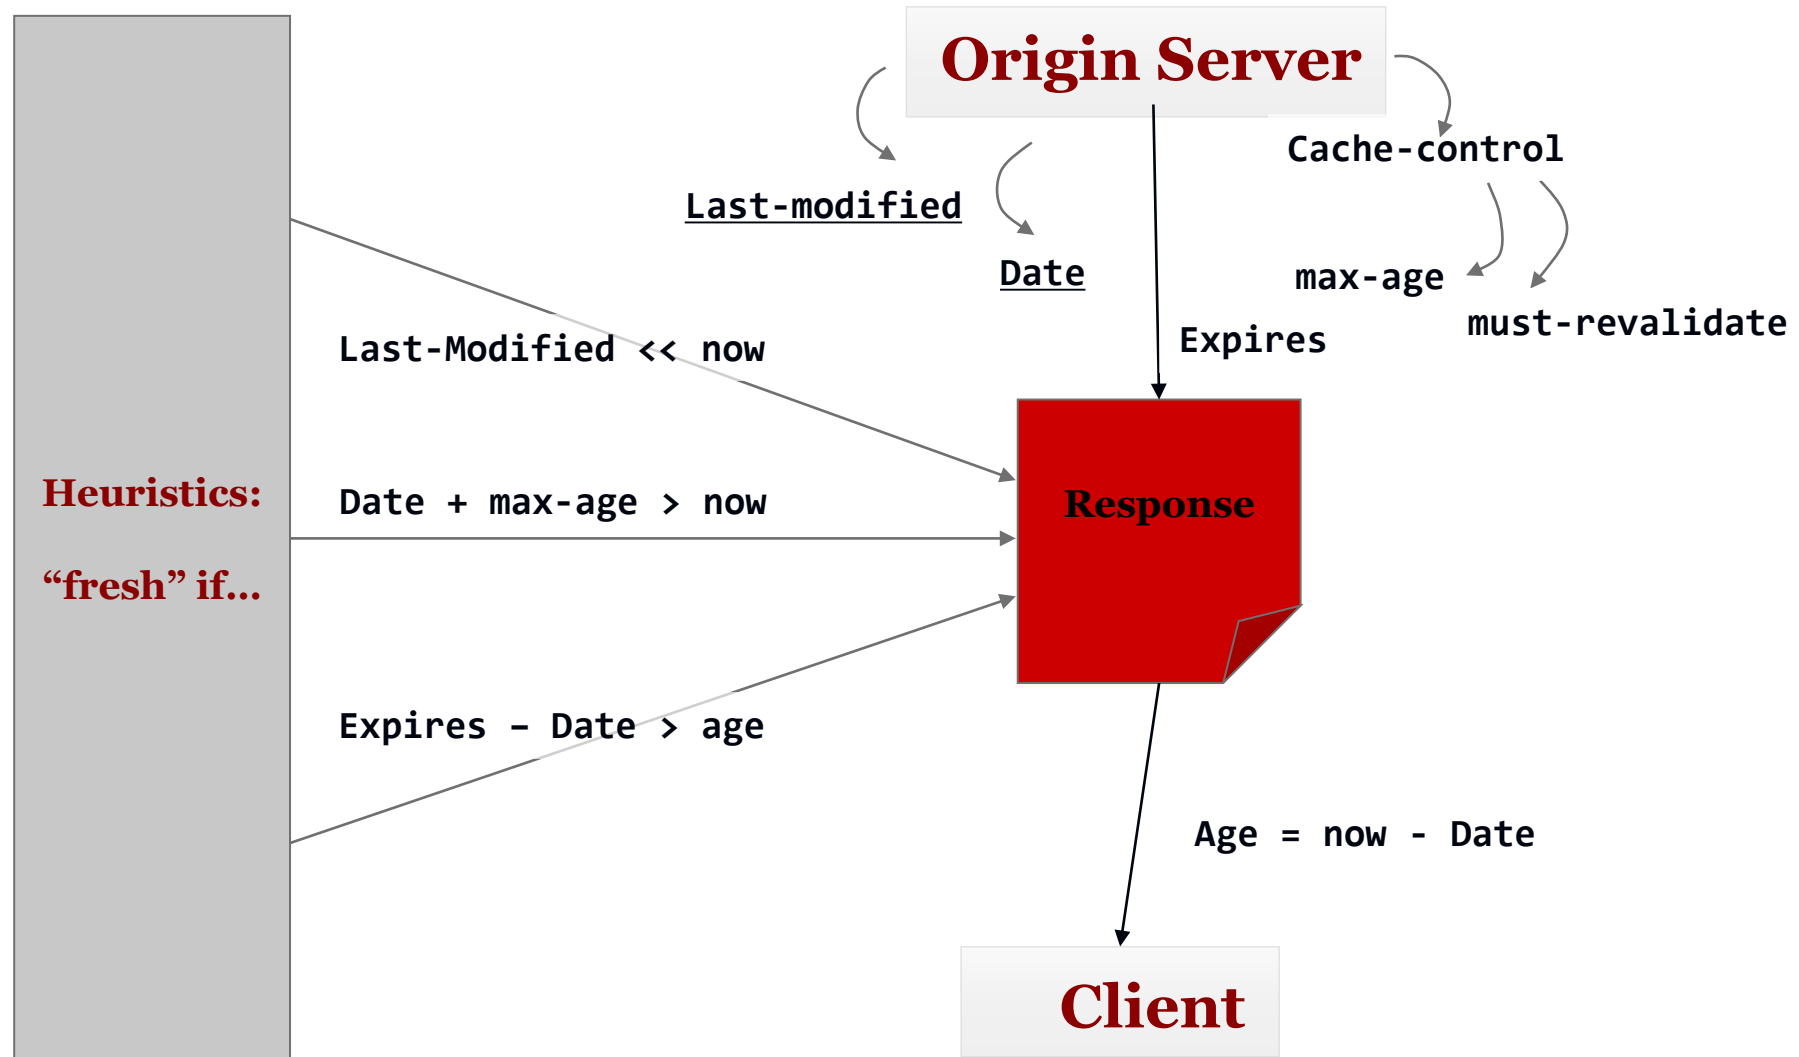 Origin Server
Cache-control
Last-modified
Date
max-age
must-revalidate
Expires
Last-Modified << now
Heuristics:
“fresh” if…
Date + max-age > now
Response
Expires – Date > age
Age = now - Date
Client